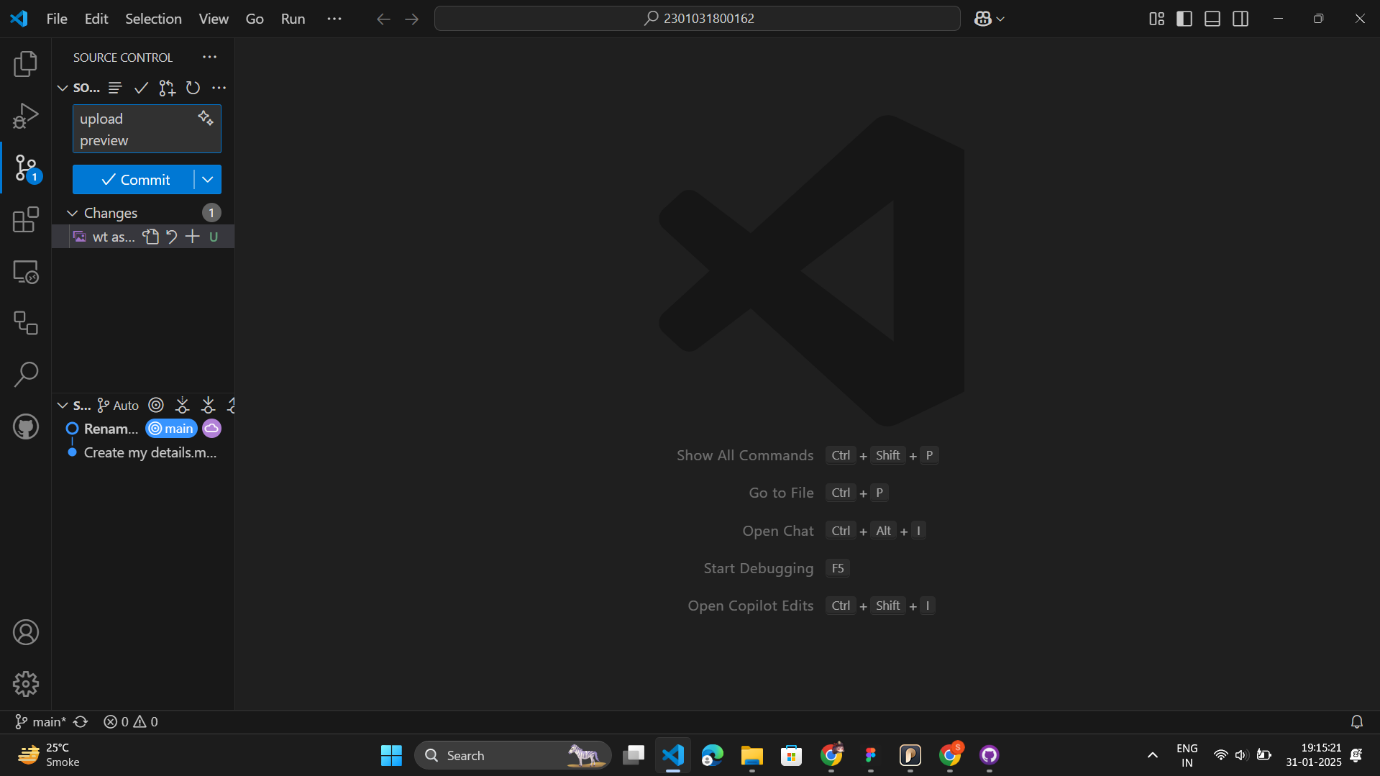 File Edit Selection View Go Run ...
2301031800162
SOURCE CONTROL ...
SO... ...
upload
preview
Commit
Changes 1
wt as... U
1
S... Auto
Renam... main
Create my details.m...
Show All Commands Ctrl + Shift + P
Go to File Ctrl + P
Open Chat Ctrl + Alt + I
Start Debugging F5
Open Copilot Edits Ctrl + Shift + I
main* 0 0
25°C
Smoke
Search
S
ENG
IN
19:15:21
31-01-2025